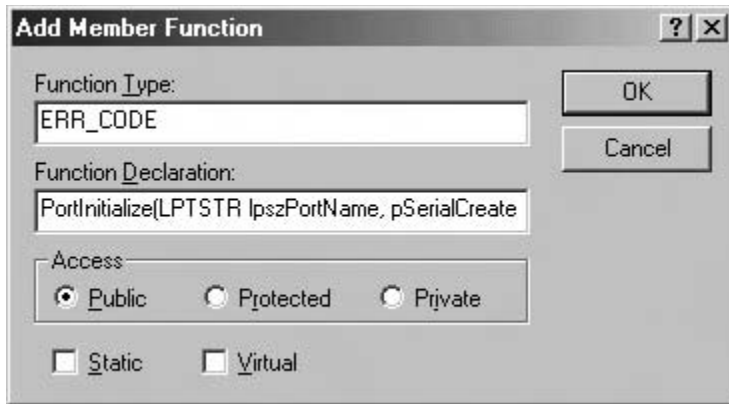 Add Member Function
Function Type:
OK
ERR_CODE
Cancel
Function Declaration:
PortInitialize(LPTSTR lpszPortName, pSerialCreate
Access
Public Protected Private
Static Virtual